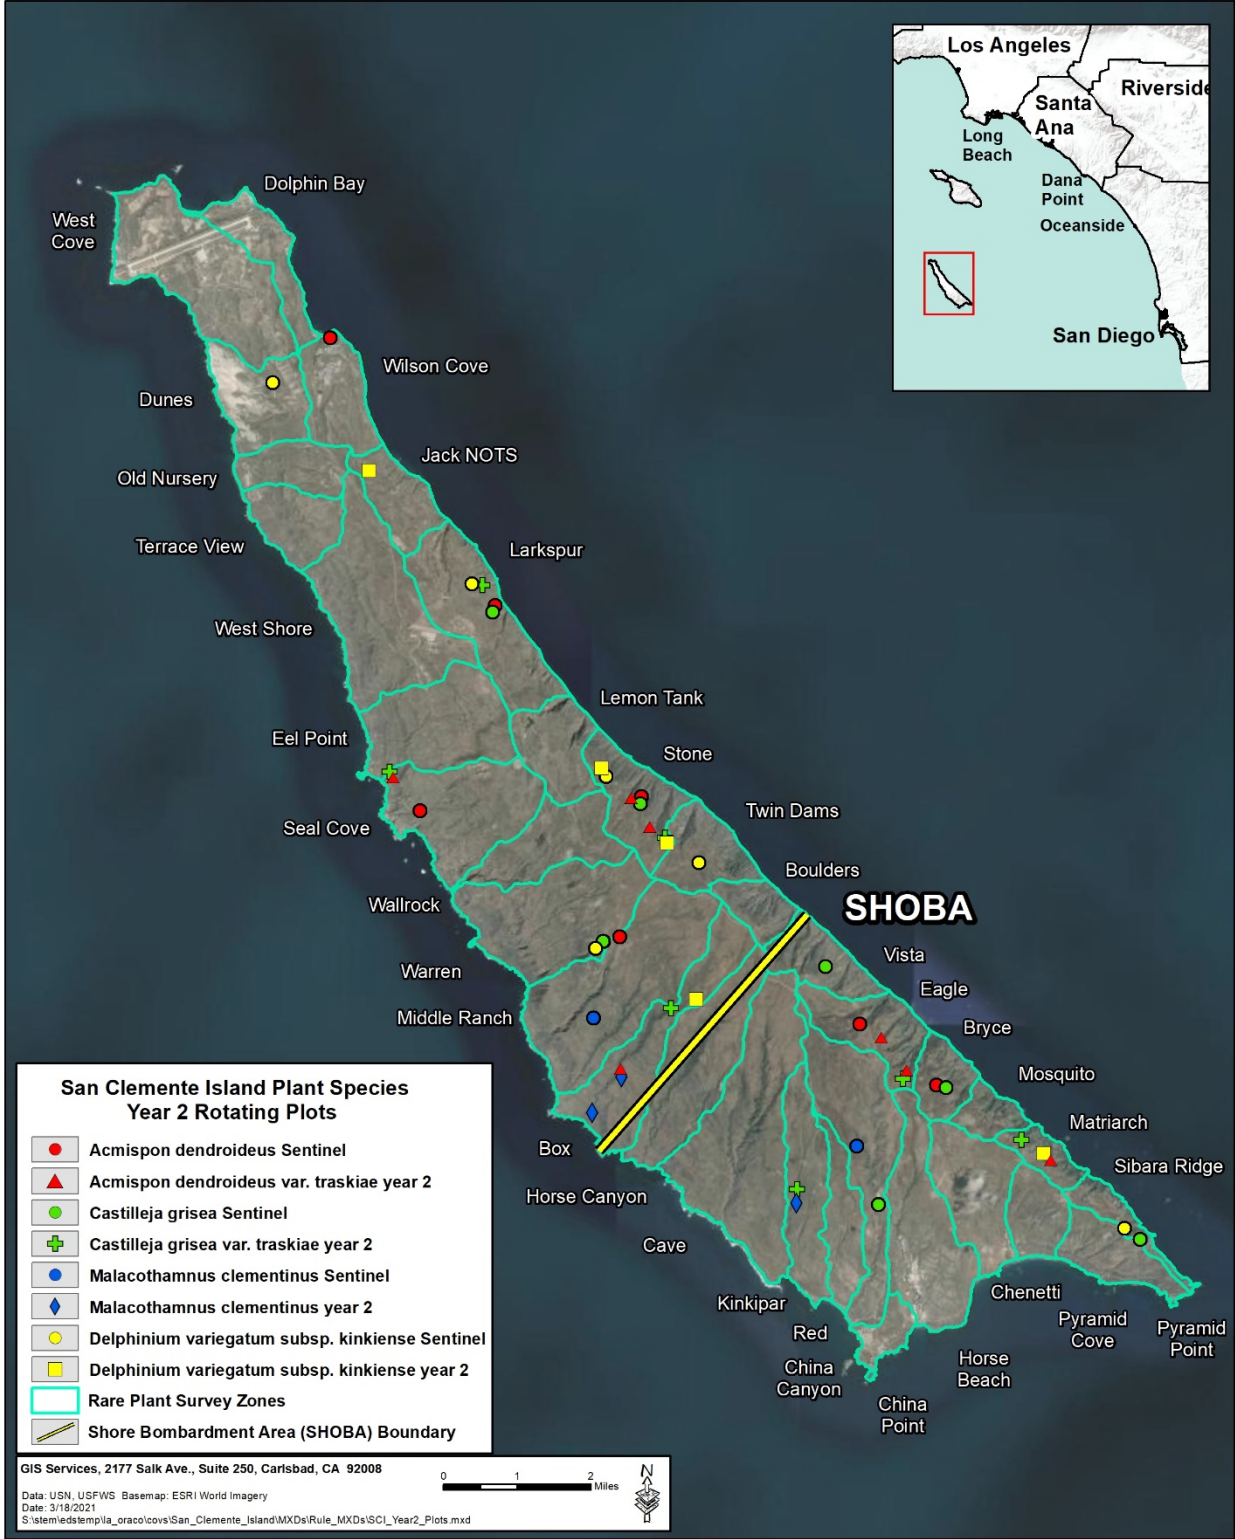 Los Angeles
Riverside
Santa
Ana
Long
Beach
Dana
Point
Oceanside
San Diego
Dolphin Bay
West
Cove
Wilson Cove
Dunes
Jack NOTS
Old Nursery
Terrace View
Larkspur
West Shore
Lemon Tank
Eel Point
Stone
Seal Cove
Twin Dams
Boulders
Wallrock
SHOBA
Vista
Warren
Eagle
Middle Ranch
Bryce
Mosquito
Matriarch
Box
Sibara Ridge
Horse Canyon
Cave
Kinkipar
Chenetti
Red
Pyramid
Cove
Pyramid
Point
China
Canyon
Horse
Beach
China
Point
San Clemente Island Plant Species
Year 2 Rotating Plots
Acmispon dendroideus Sentinel
Acmispon dendroideus var. traskiae year 2
Castilleja grisea Sentinel
Castilleja grisea var. traskiae year 2
Malacothamnus clementinus Sentinel
Malacothamnus clementinus year 2
Delphinium variegatum subsp. kinkiense Sentinel
Delphinium variegatum subsp. kinkiense year 2
Rare Plant Survey Zones
Shore Bombardment Area (SHOBA) Boundary
GIS Services, 2177 Salk Ave., Suite 250, Carlsbad, CA 92008
Data: USN, USFWS Basemap: ESRI World Imagery
Date: 3/18/2021
S:\stem\edstemp\la_oraco\covs\San_Clemente_Island\MXDs\Rule_MXDs\SCI_Year2_Plots.mxd
0 1 2
Miles
N